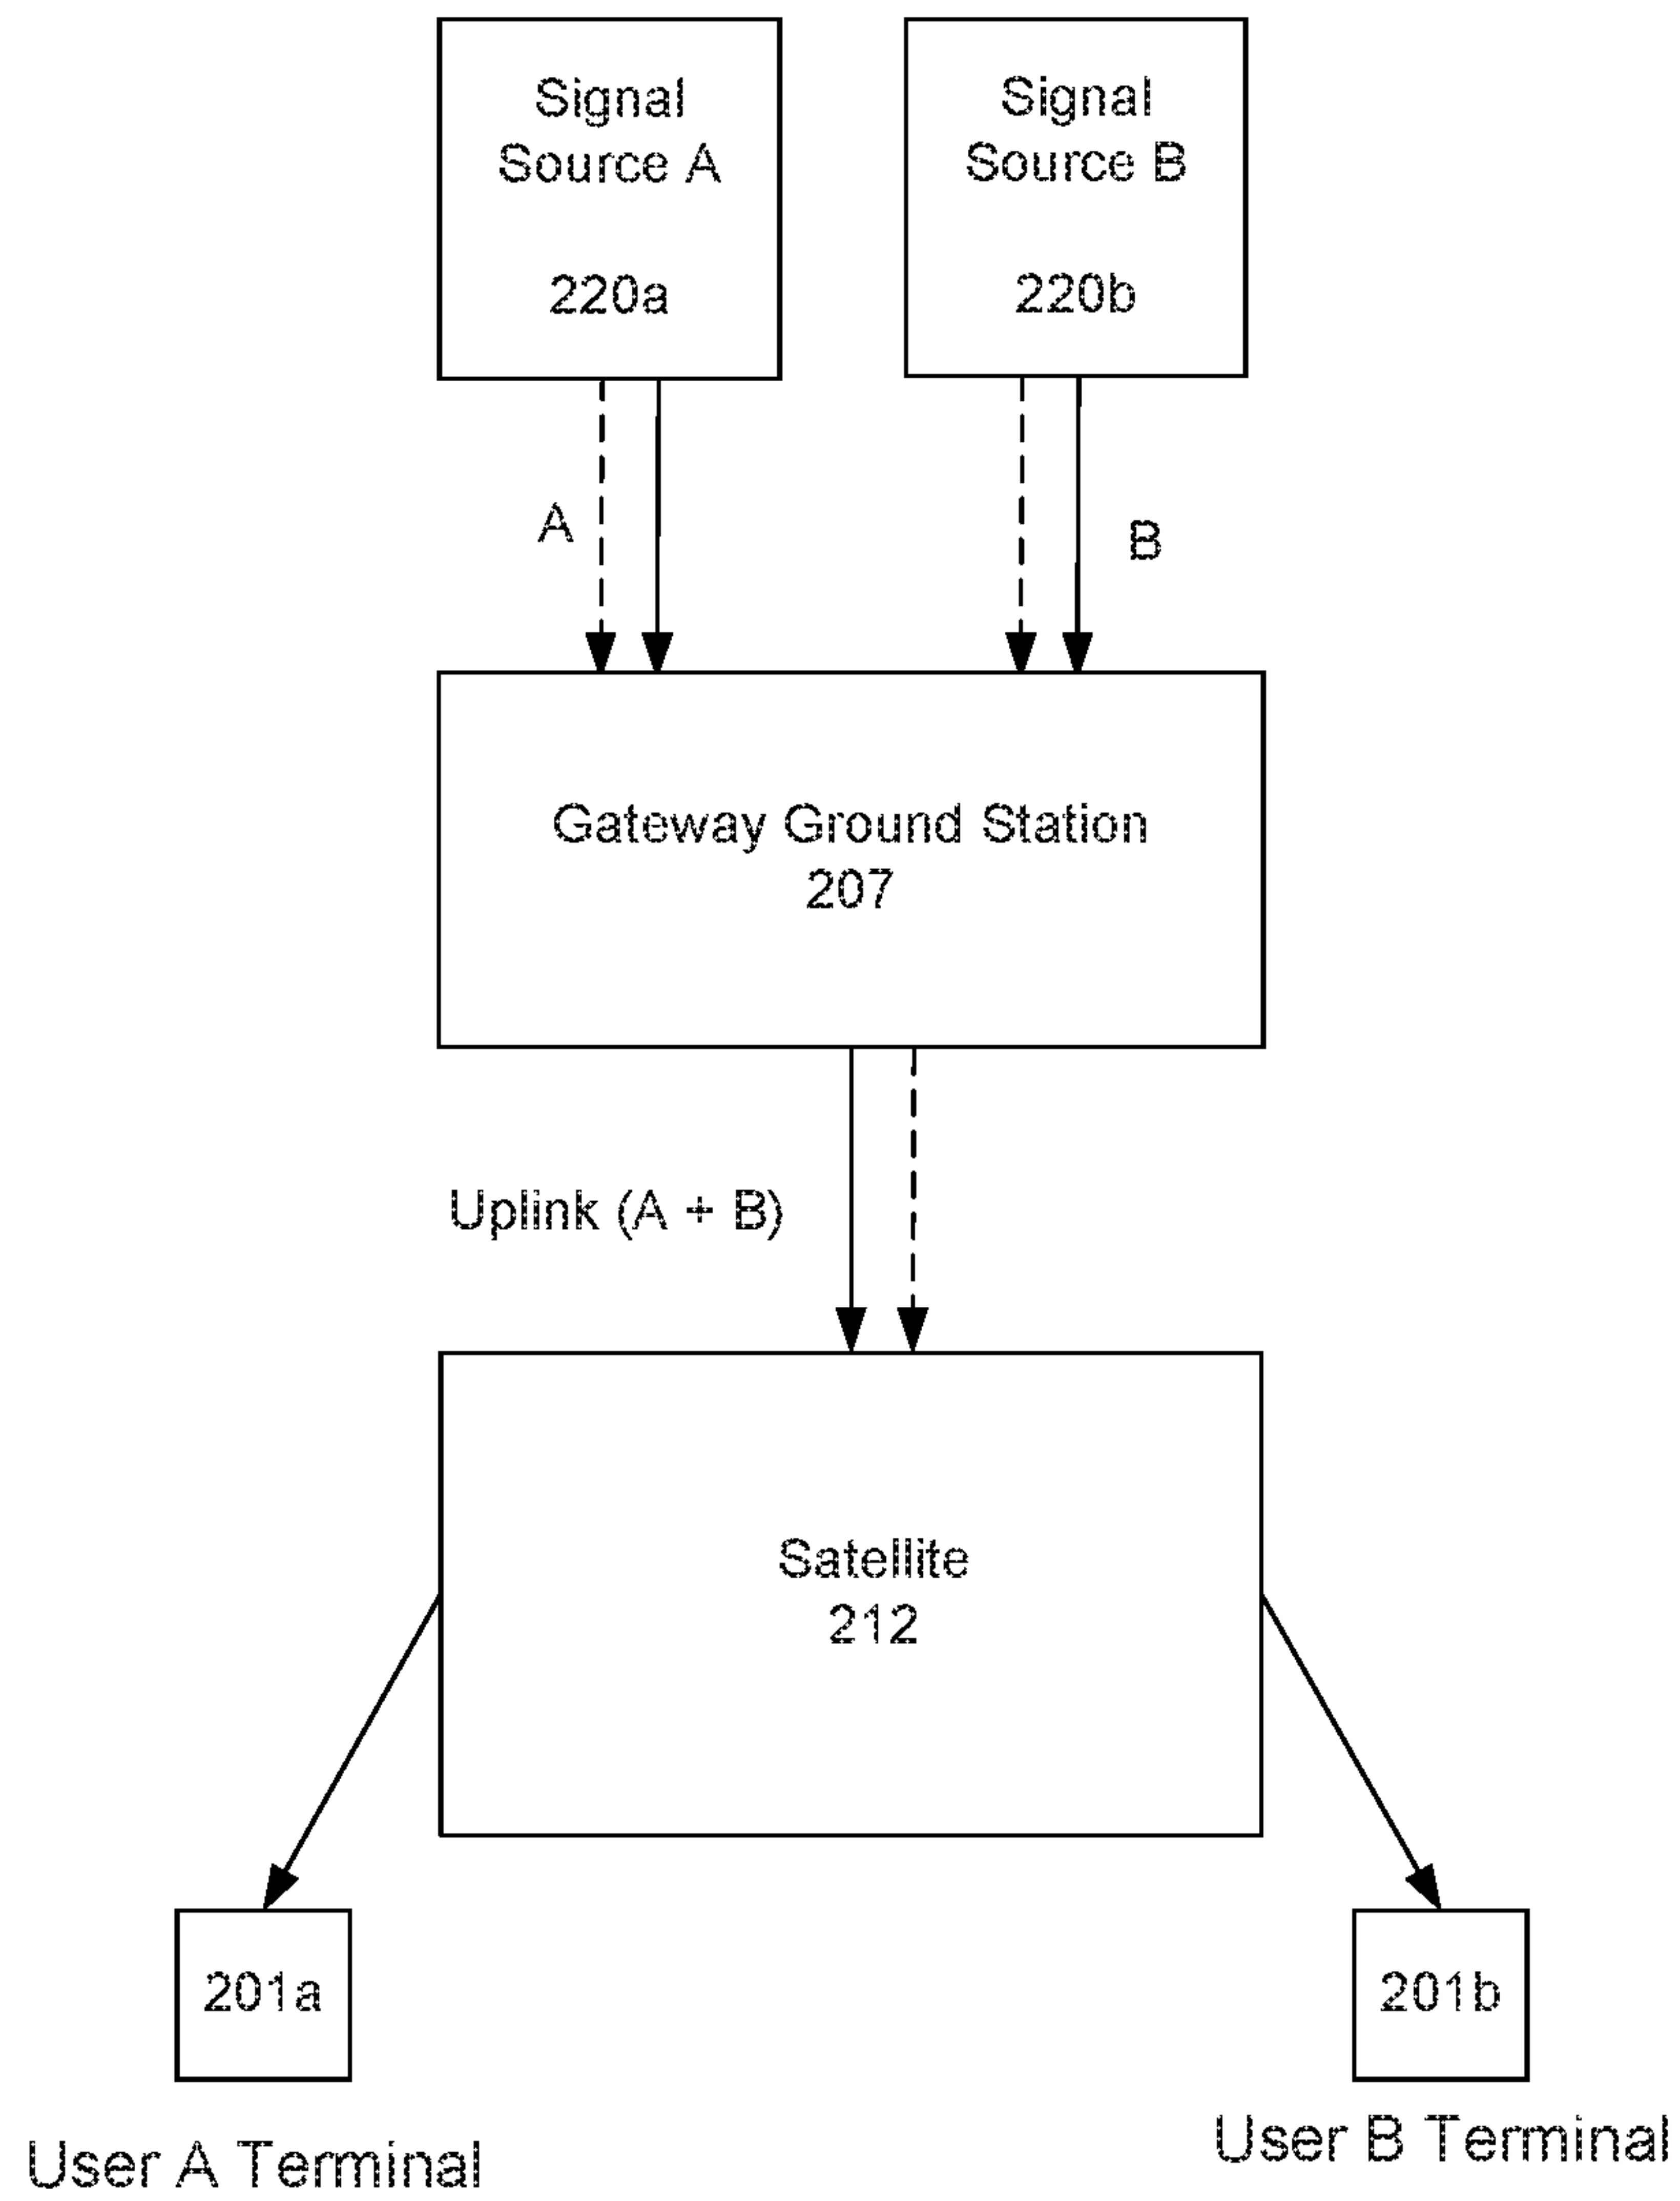 Signal
Source A
220a
Signal
Source B
220b
A
B
Gateway Ground Station
207
Uplink (A + B)
Satellite
212
201a
201b
User A Terminal
User B Terminal